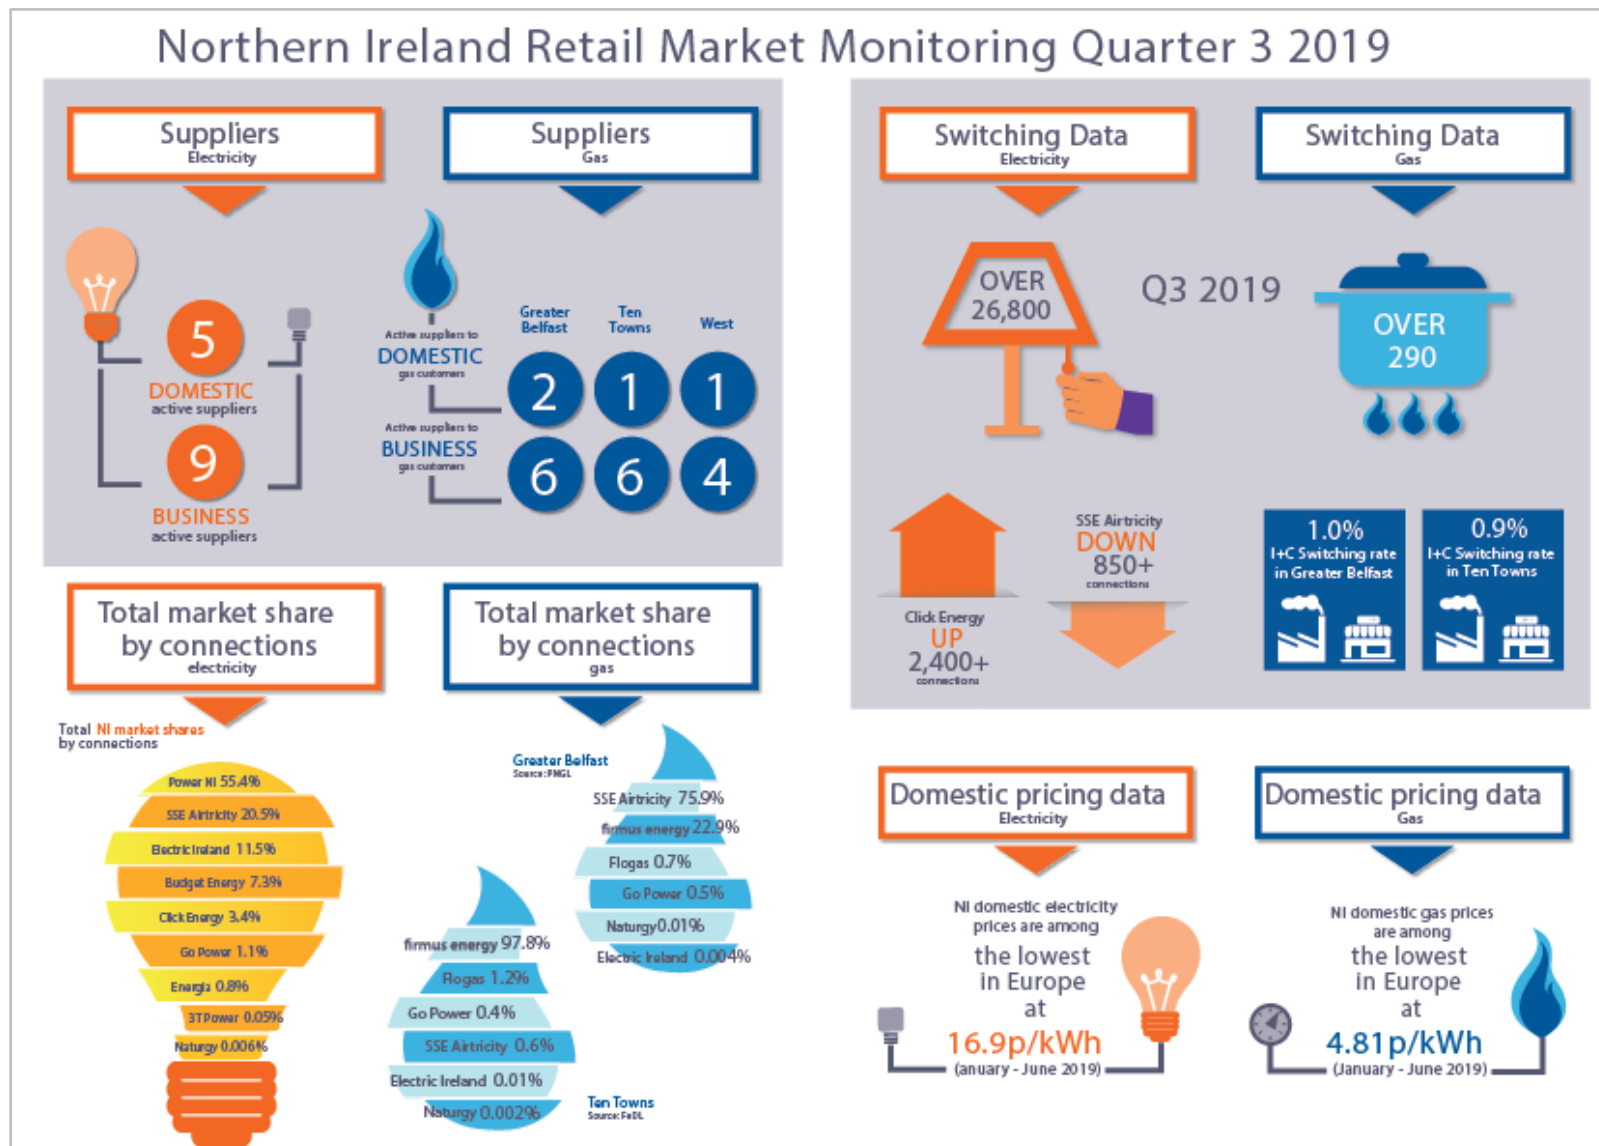 Northern Ireland Retail Market Monitoring Quarter 3 2019
Suppliers
Electricity
5
DOMESTIC
active suppliers
9
BUSINESS
active suppliers
Suppliers
Gas
Greater
Belfast
Ten
Towns
West
Active suppliers to
DOMESTIC
gas customers
2
1
1
Active suppliers to
BUSINESS
gas customers
6
6
4
Switching Data
Electricity
Switching Data
Gas
OVER
26,800
Q3 2019
OVER
290
Click Energy
UP
2,400+
connections
SSE Airtricity
DOWN
850+
connections
1.0%
I+C Switching rate
in Greater Belfast
0.9%
I+C Switching rate
in Ten Towns
Total market share
by connections
electricity
Total NI market shares
by connections
Power NI 55.4%
SSE Airtricity 20.5%
Electric Ireland 11.5%
Budget Energy 7.3%
Click Energy 3.4%
Go Power 1.1%
Energia 0.8%
3TPower 0.05%
Naturgy 0.006%
Total market share
by connections
gas
Greater Belfast
Source: PNGL
SSE Airtricity 75.9%
firmus energy 22.9%
Flogas 0.7%
Go Power 0.5%
Naturgy 0.01%
Electric Ireland 0.004%
firmus energy 97.8%
Flogas 1.2%
Go Power 0.4%
SSE Airtricity 0.6%
Electric Ireland 0.01%
Naturgy 0.002%
Ten Towns
Source: FeDL
Domestic pricing data
Electricity
NI domestic electricity
prices are among
the lowest
in Europe
at
16.9p/kWh
(anuary - June 2019)
Domestic pricing data
Gas
NI domestic gas prices
are among
the lowest
in Europe
at
4.81p/kWh
(January - June 2019)